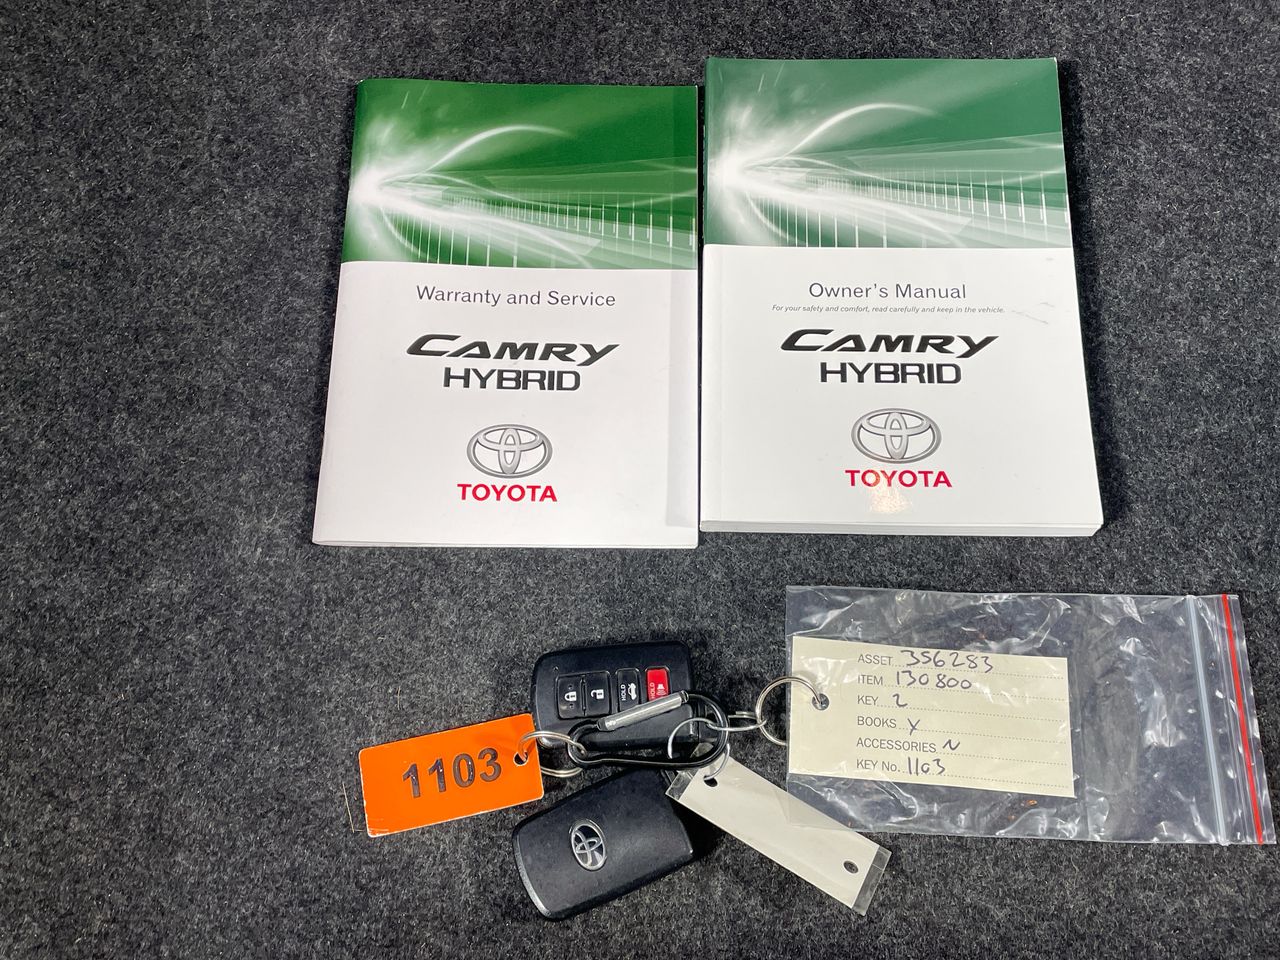 Warranty and Service
CAMRY
HYBRID
TOYOTA
Owner's Manual
For your safety and comfort, read carefully and keep in the vehicle.
CAMRY
HYBRID
TOYOTA
HOLD
HOLD
1103
ASSET 356283
ITEM 130800
KEY 2
BOOKS Y
ACCESSORIES N
KEY No. 1103